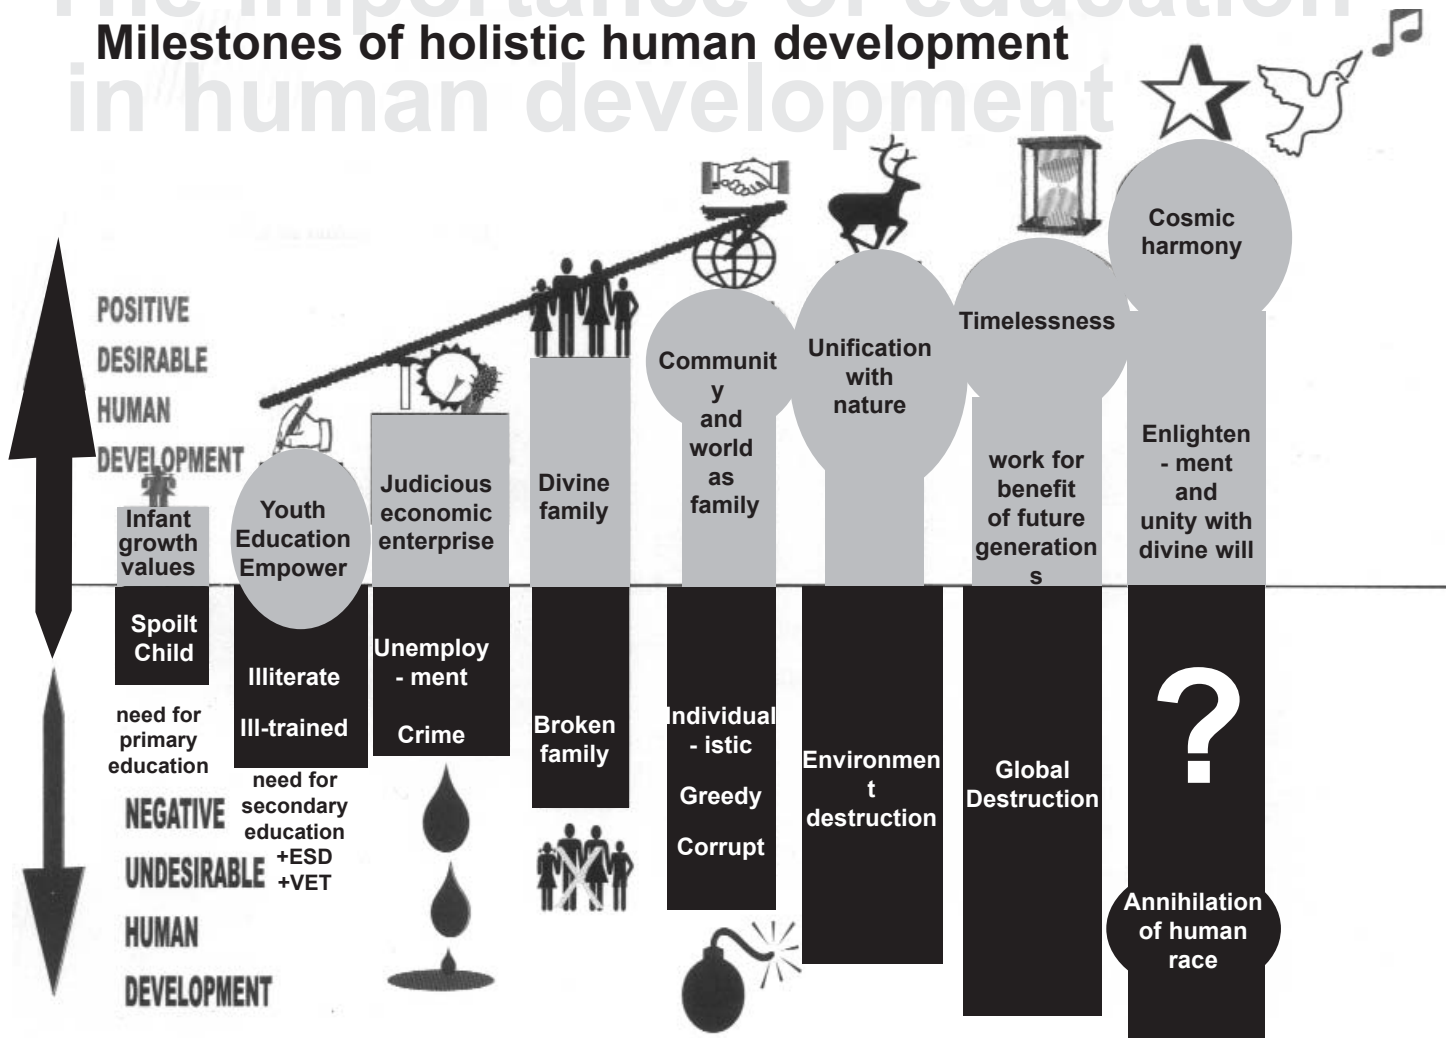 The importance of education
Milestones of holistic human development
in human development
POSITIVE
DESIRABLE
HUMAN
DEVELOPMENT
Infant
growth
values
Youth
Education
Empower
Judicious
economic
enterprise
Divine
family
Communit
y
and
world
as
family
Unification
with
nature
Timelessness
work for
benefit
of future
generation
s
Cosmic
harmony
Enlighten
- ment
and
unity with
divine will
Spoilt
Child
need for
primary
education
Illiterate
Ill-trained
need for
secondary
education
+ESD
+VET
Unemploy
- ment
Crime
Broken
family
Individual
- istic
Greedy
Corrupt
Environmen
t
destruction
Global
Destruction
?
Annihilation
of human
race
NEGATIVE
UNDESIRABLE
HUMAN
DEVELOPMENT